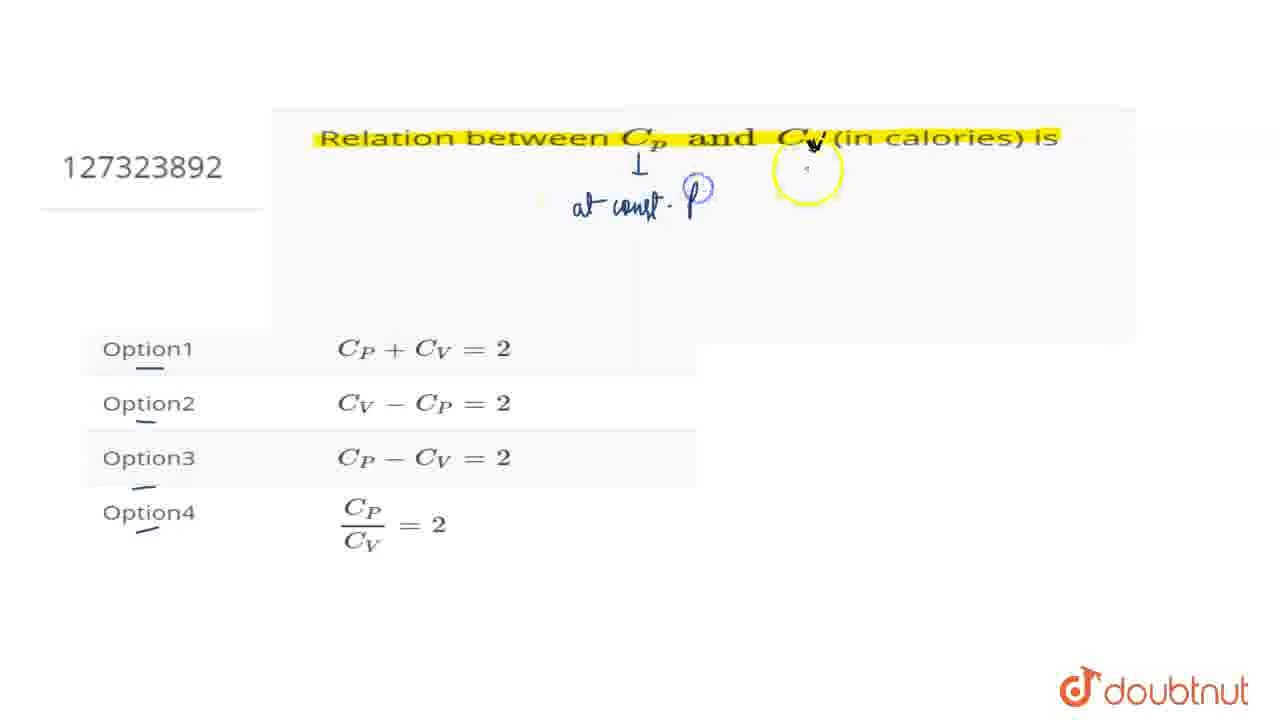 Relation between C_p and C_v (in calories) is
127323892
at const. P
Option1 C_P + C_V = 2
Option2 C_V − C_P = 2
Option3 C_P − C_V = 2
Option4 C_P/C_V = 2
doubtnut